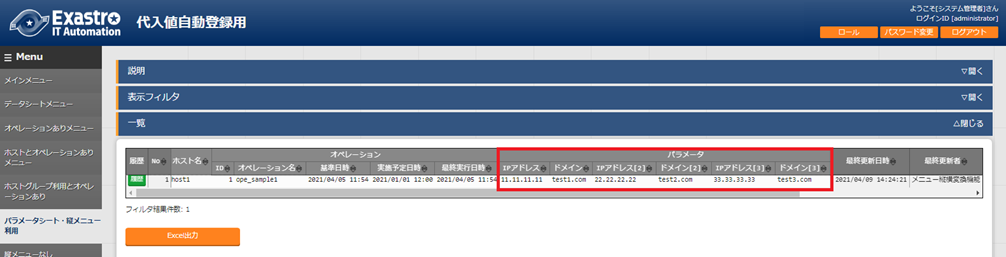 Exastro
IT Automation
代入値自動登録用
ようこそ[システム管理者]さん
ログインID [administrator]
ロール パスワード変更 ログアウト
Menu
メインメニュー
データシートメニュー
オペレーションありメニュー
ホストとオペレーションあり
メニュー
ホストグループ利用とオペレ
ーションあり
パラメータシート・縦メニュー
利用
縦メニューなし
説明 ▽開く
表示フィルタ ▽開く
一覧 △閉じる
履歴 No ホスト名 オペレーション パラメータ 最終更新日時 最終更新者
ID オペレーション名 基準日時 実施予定日時 最終実行日時 IPアドレス ドメイン IPアドレス[2] ドメイン[2] IPアドレス[3] ドメイン[3]
履歴 1 host1 1 ope_sample1 2021/04/05 11:54 2021/01/01 12:00 2021/04/05 11:54 11.11.11.11 test1.com 22.22.22.22 test2.com 33.33.33.33 test3.com 2021/04/09 14:24:21 メニュー縦横変換機能
フィルタ結果件数: 1
Excel出力